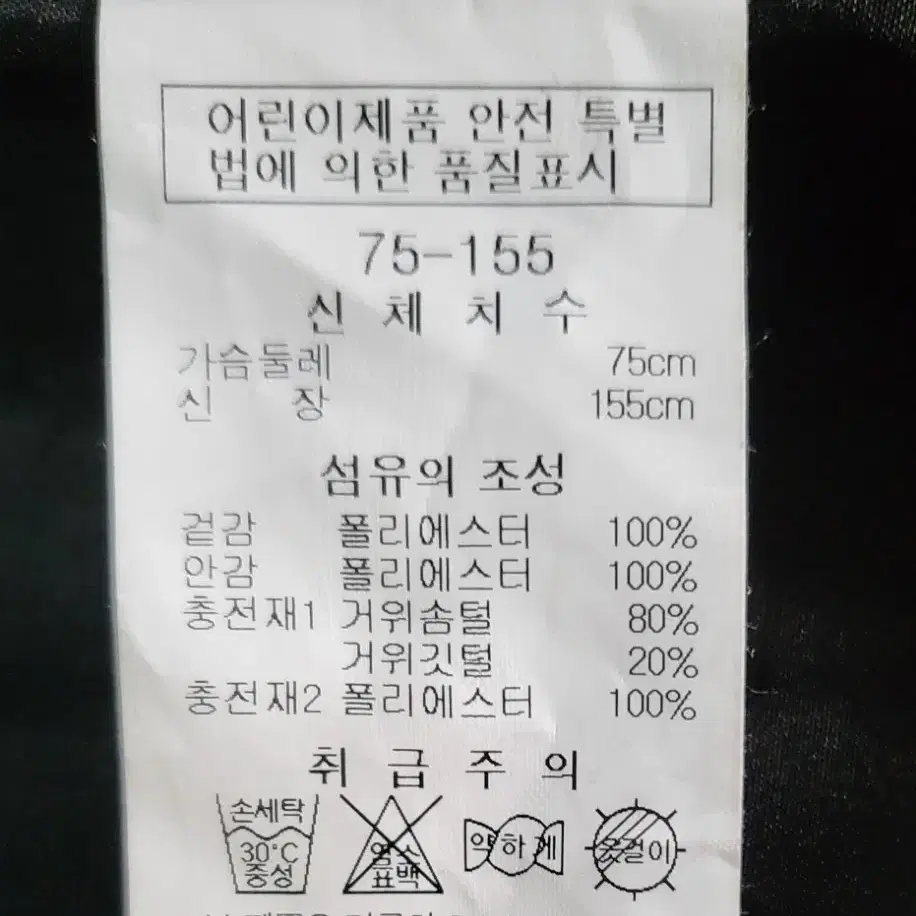 어린이제품 안전 특별
법에 의한 품질표시
75-155
신 체 치 수
가슴둘레 75cm
신 장 155cm
섬유의 조성
겉감 폴리에스터 100%
안감 폴리에스터 100%
충전재1 거위솜털 80%
거위깃털 20%
충전재2 폴리에스터 100%
취 급 주 의
손세탁
30°C
중성
염소
표백
약하게
옷걸이